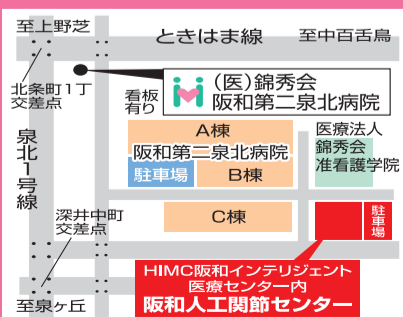 至上野芝
ときはま線
至中百舌鳥
北条町1丁
交差点
看板
有り
(医)錦秀会
阪和第二泉北病院
泉北1号線
A棟
阪和第二泉北病院
駐車場
B棟
医療法人
錦秀会
准看護学院
深井中町
交差点
C棟
駐車場
HIMC阪和インテリジェント
医療センター内
阪和人工関節センター
至泉ヶ丘